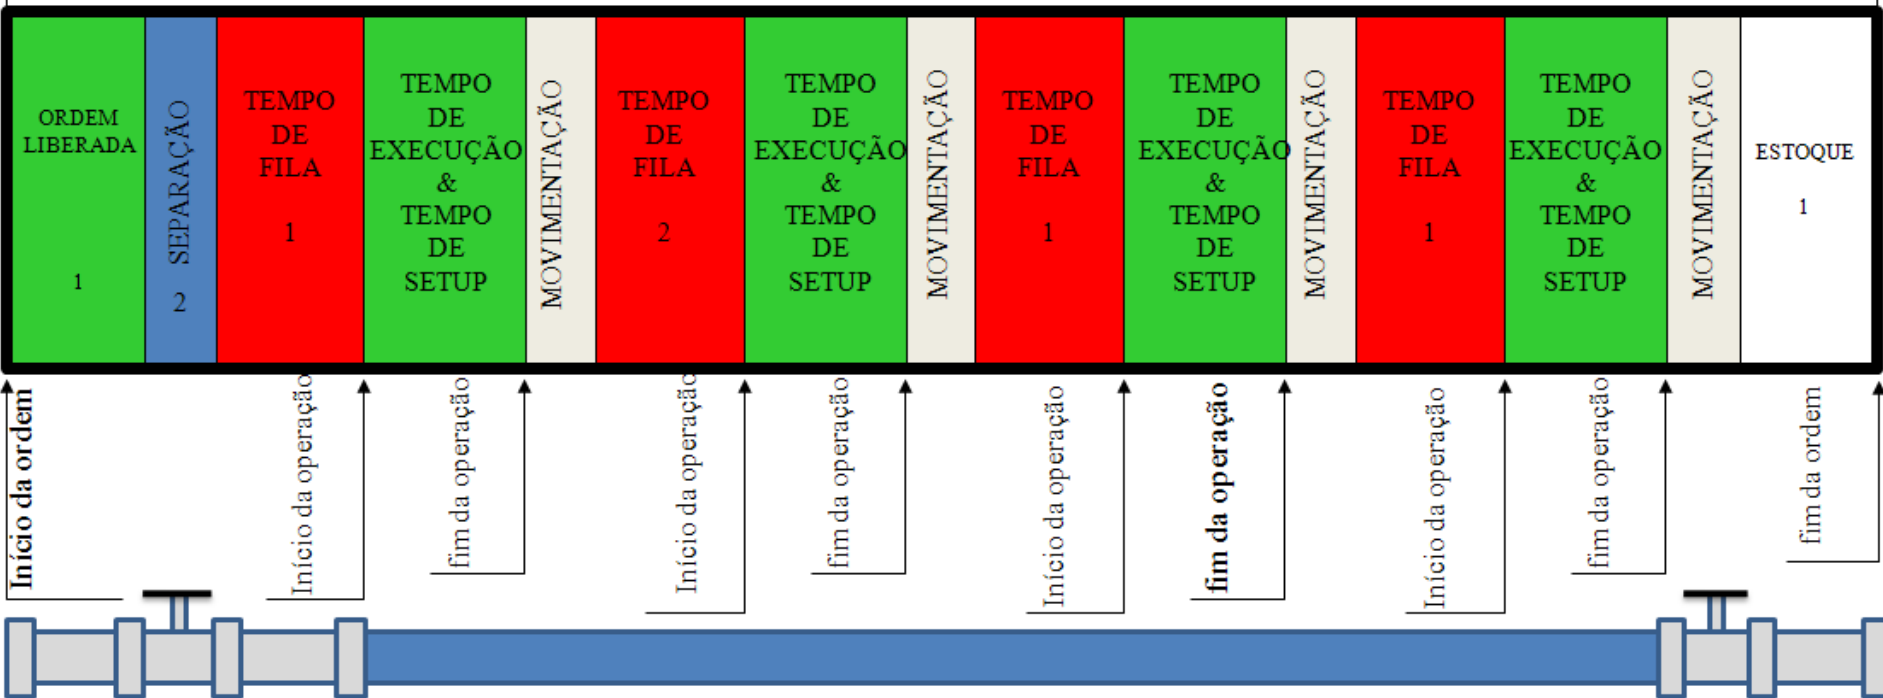 ORDEM
LIBERADA
1
SEPARAÇÃO
2
TEMPO
DE
FILA
1
TEMPO
DE
EXECUÇÃO
&
TEMPO
DE
SETUP
MOVIMENTAÇÃO
TEMPO
DE
FILA
2
TEMPO
DE
EXECUÇÃO
&
TEMPO
DE
SETUP
MOVIMENTAÇÃO
TEMPO
DE
FILA
1
TEMPO
DE
EXECUÇÃO
&
TEMPO
DE
SETUP
MOVIMENTAÇÃO
TEMPO
DE
FILA
1
TEMPO
DE
EXECUÇÃO
&
TEMPO
DE
SETUP
MOVIMENTAÇÃO
ESTOQUE
1
Início da ordem
Início da operação
fim da operação
Início da operação
fim da operação
Início da operação
fim da operação
Início da operação
fim da operação
fim da ordem